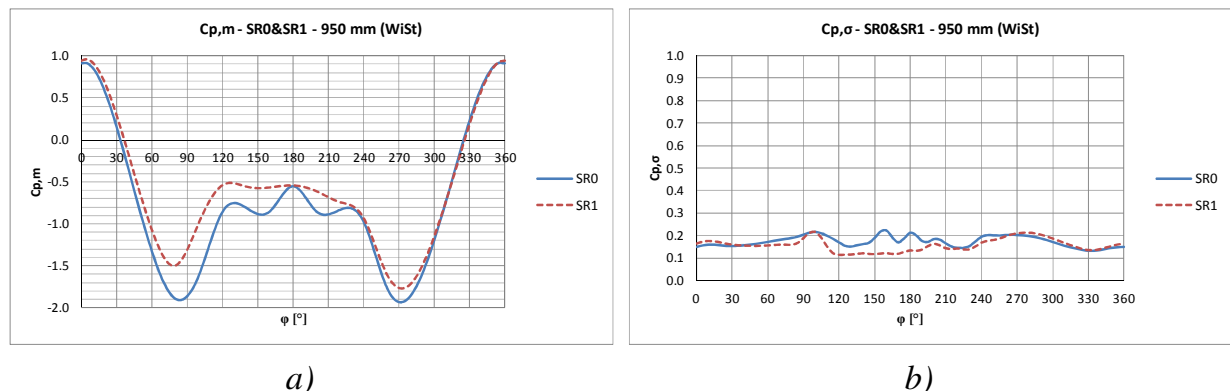 Cp,m - SR0&SR1 - 950 mm (WiSt)
1.0
0.5
0.0
-0.5
-1.0
-1.5
-2.0
0 30 60 90 120 150 180 210 240 270 300 330 360
Cp,m
φ [°]
SR0
SR1
a)
Cp,σ - SR0&SR1 - 950 mm (WiSt)
1.0
0.9
0.8
0.7
0.6
0.5
0.4
0.3
0.2
0.1
0.0
0 30 60 90 120 150 180 210 240 270 300 330 360
Cp,σ
φ [°]
SR0
SR1
b)